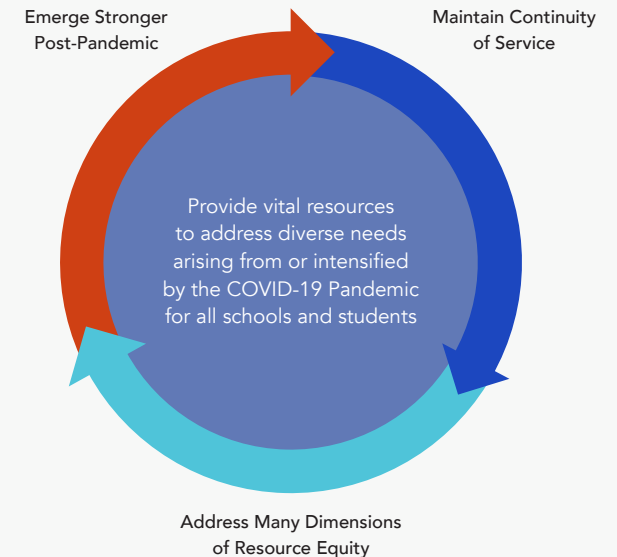 Emerge Stronger
Post-Pandemic
Maintain Continuity
of Service
Provide vital resources
to address diverse needs
arising from or intensified
by the COVID-19 Pandemic
for all schools and students
Address Many Dimensions
of Resource Equity